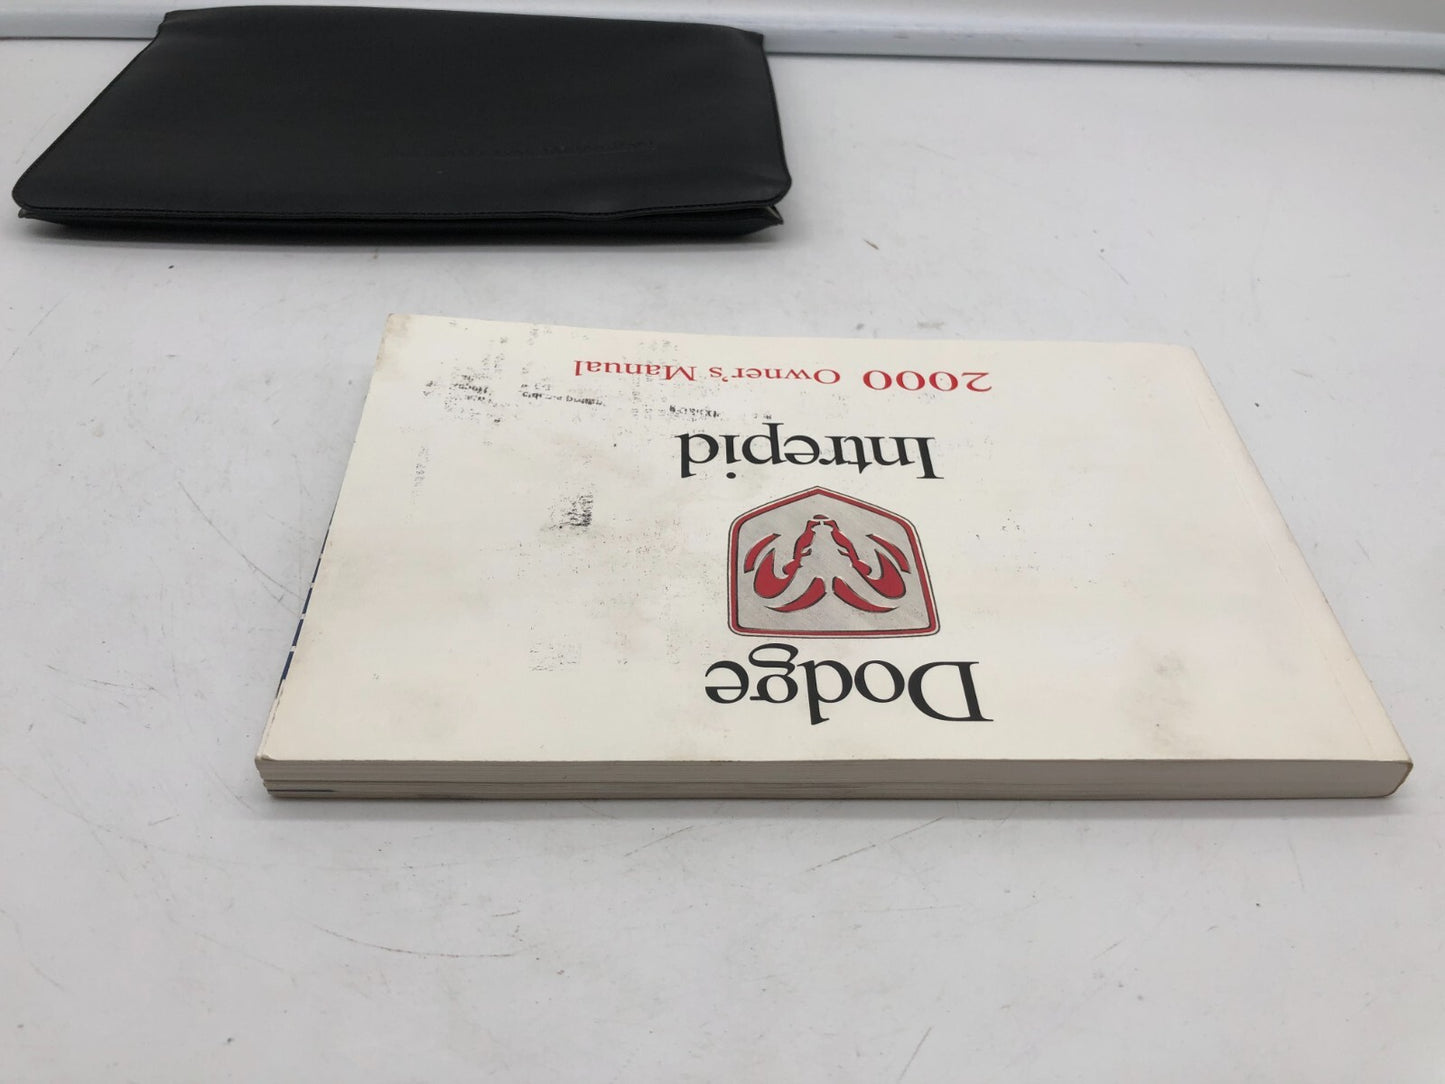 Dodge
Intrepid
2000 Owner's Manual